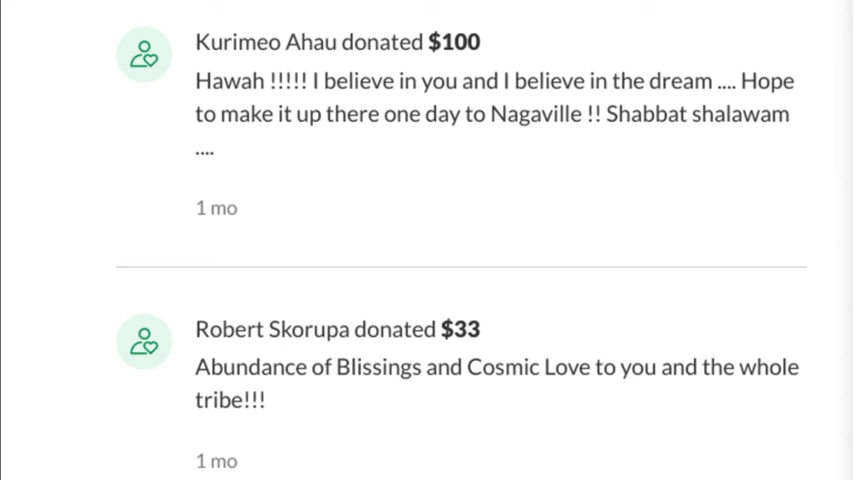 Kurimeo Ahau donated $100
Hawah !!!!! I believe in you and I believe in the dream .... Hope
to make it up there one day to Nagaville !! Shabbat shalawam
....
1 mo
Robert Skorupa donated $33
Abundance of Blissings and Cosmic Love to you and the whole
tribe!!!
1 mo